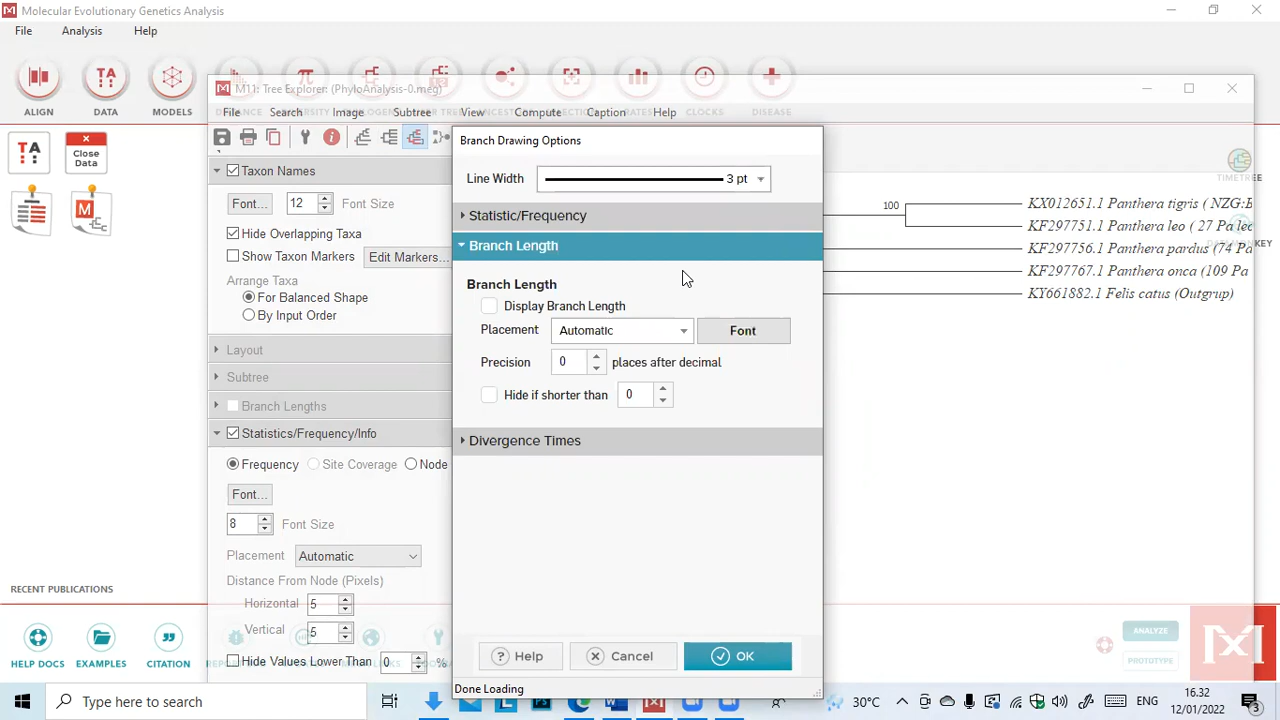 Molecular Evolutionary Genetics Analysis
File Analysis Help
ALIGN DATA MODELS
M11: Tree Explorer: (PhyloAnalysis-0.meg)
File Search Image Subtree View Compute Caption Help
CLOCKS DISEASE
TA
Close Data
TIMETREE
Taxon Names
Font... 12 Font Size
Hide Overlapping Taxa
Show Taxon Markers Edit Markers...
Arrange Taxa
For Balanced Shape
By Input Order
Layout
Subtree
Branch Lengths
Statistics/Frequency/Info
Frequency Site Coverage Node
Font...
8 Font Size
Placement Automatic
Distance From Node (Pixels)
Horizontal 5
Vertical 5
Hide Values Lower Than 0 %
Branch Drawing Options
Line Width 3 pt
Statistic/Frequency
Branch Length
Branch Length
Display Branch Length
Placement Automatic Font
Precision 0 places after decimal
Hide if shorter than 0
Divergence Times
Help Cancel OK
Done Loading
100
KX012651.1 Panthera tigris ( NZG:E
KF297751.1 Panthera leo ( 27 Pa lec
KF297756.1 Panthera pardus (74 Pa
KF297767.1 Panthera onca (109 Pa
KY661882.1 Felis catus (Outgrup)
RECENT PUBLICATIONS
HELP DOCS EXAMPLES CITATION
ANALYZE
PROTOTYPE
Type here to search
30°C
ENG
16.32
12/01/2022
3